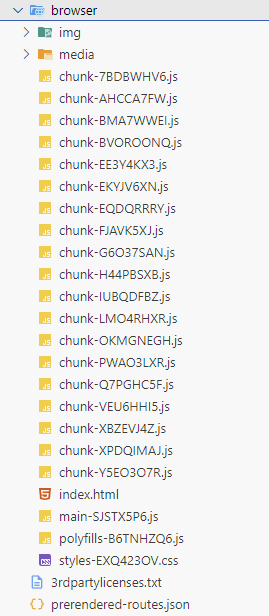 browser
img
media
chunk-7BDBWHV6.js
chunk-AHCCA7FW.js
chunk-BMA7WWEI.js
chunk-BVOROONQ.js
chunk-EE3Y4KX3.js
chunk-EKYJV6XN.js
chunk-EQDQRRRY.js
chunk-FJAVK5XJ.js
chunk-G6O37SAN.js
chunk-H44PBSXB.js
chunk-IUBQDFBZ.js
chunk-LMO4RHXR.js
chunk-OKMGNEGH.js
chunk-PWAO3LXR.js
chunk-Q7PGHC5F.js
chunk-VEU6HHI5.js
chunk-XBZEVJ4Z.js
chunk-XPDQIMAJ.js
chunk-Y5EO3O7R.js
index.html
main-SJSTX5P6.js
polyfills-B6TNHZQ6.js
styles-EXQ423OV.css
3rdpartylicenses.txt
prerendered-routes.json